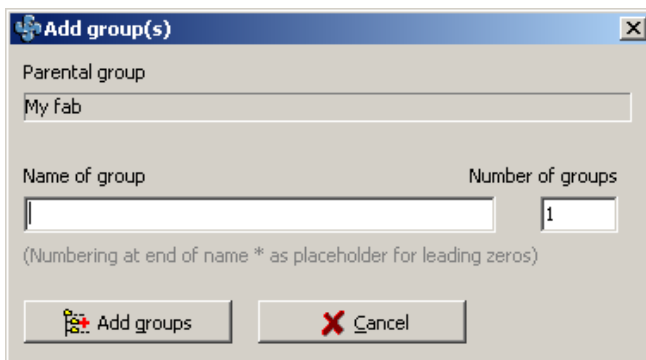 Add group(s)
Parental group
My fab
Name of group Number of groups
1
(Numbering at end of name * as placeholder for leading zeros)
Add groups Cancel